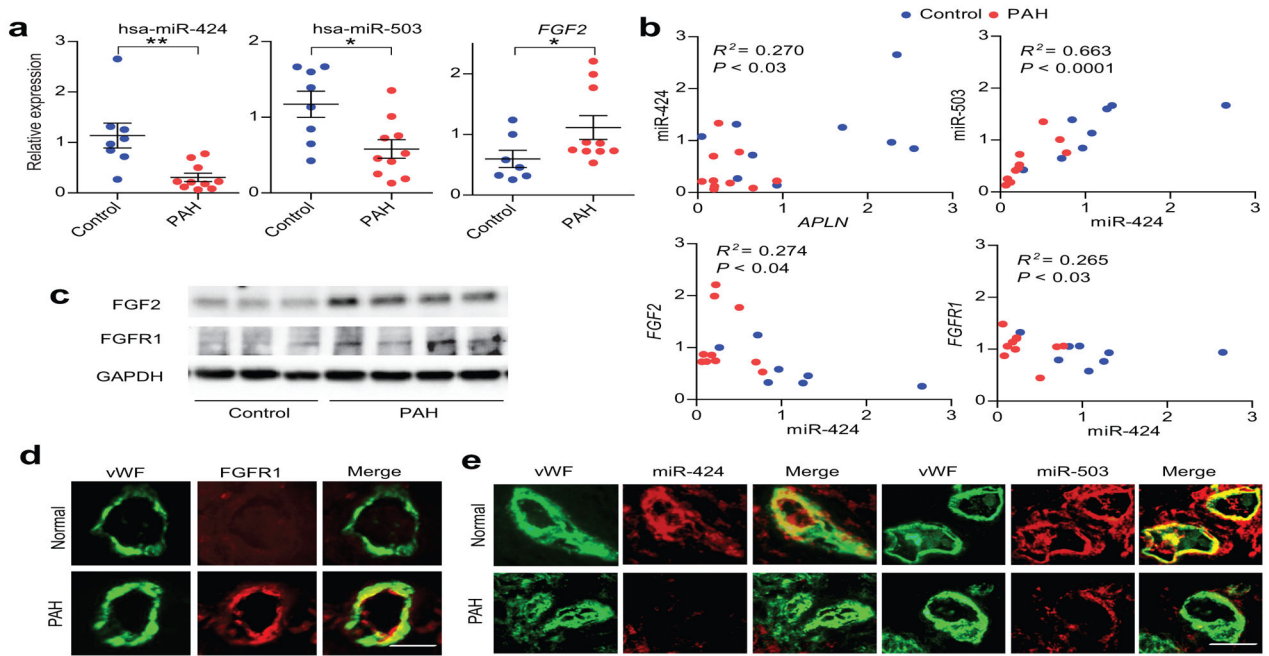 a
hsa-miR-424
hsa-miR-503
FGF2
**
*
*
Relative expression
3
2
1
0
Control
PAH
2
1
0
Control
PAH
3
2
1
0
Control
PAH
b
Control
PAH
R² = 0.270
P < 0.03
miR-424
3
2
1
0
0
1
2
3
APLN
R² = 0.663
P < 0.0001
miR-503
3
2
1
0
0
1
2
3
miR-424
R² = 0.274
P < 0.04
FGF2
3
2
1
0
0
1
2
3
miR-424
R² = 0.265
P < 0.03
FGFR1
3
2
1
0
0
1
2
3
miR-424
c
FGF2
FGFR1
GAPDH
Control
PAH
d
vWF
FGFR1
Merge
Normal
PAH
e
vWF
miR-424
Merge
vWF
miR-503
Merge
Normal
PAH